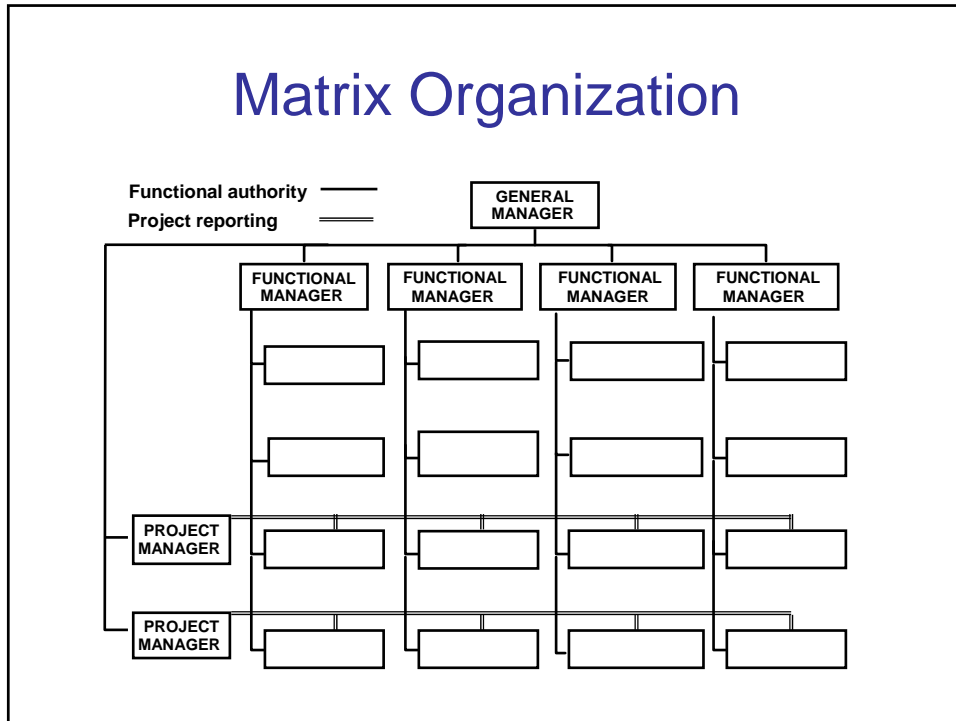 Matrix Organization
Functional authority
Project reporting
GENERAL
MANAGER
FUNCTIONAL
MANAGER
FUNCTIONAL
MANAGER
FUNCTIONAL
MANAGER
FUNCTIONAL
MANAGER
PROJECT
MANAGER
PROJECT
MANAGER